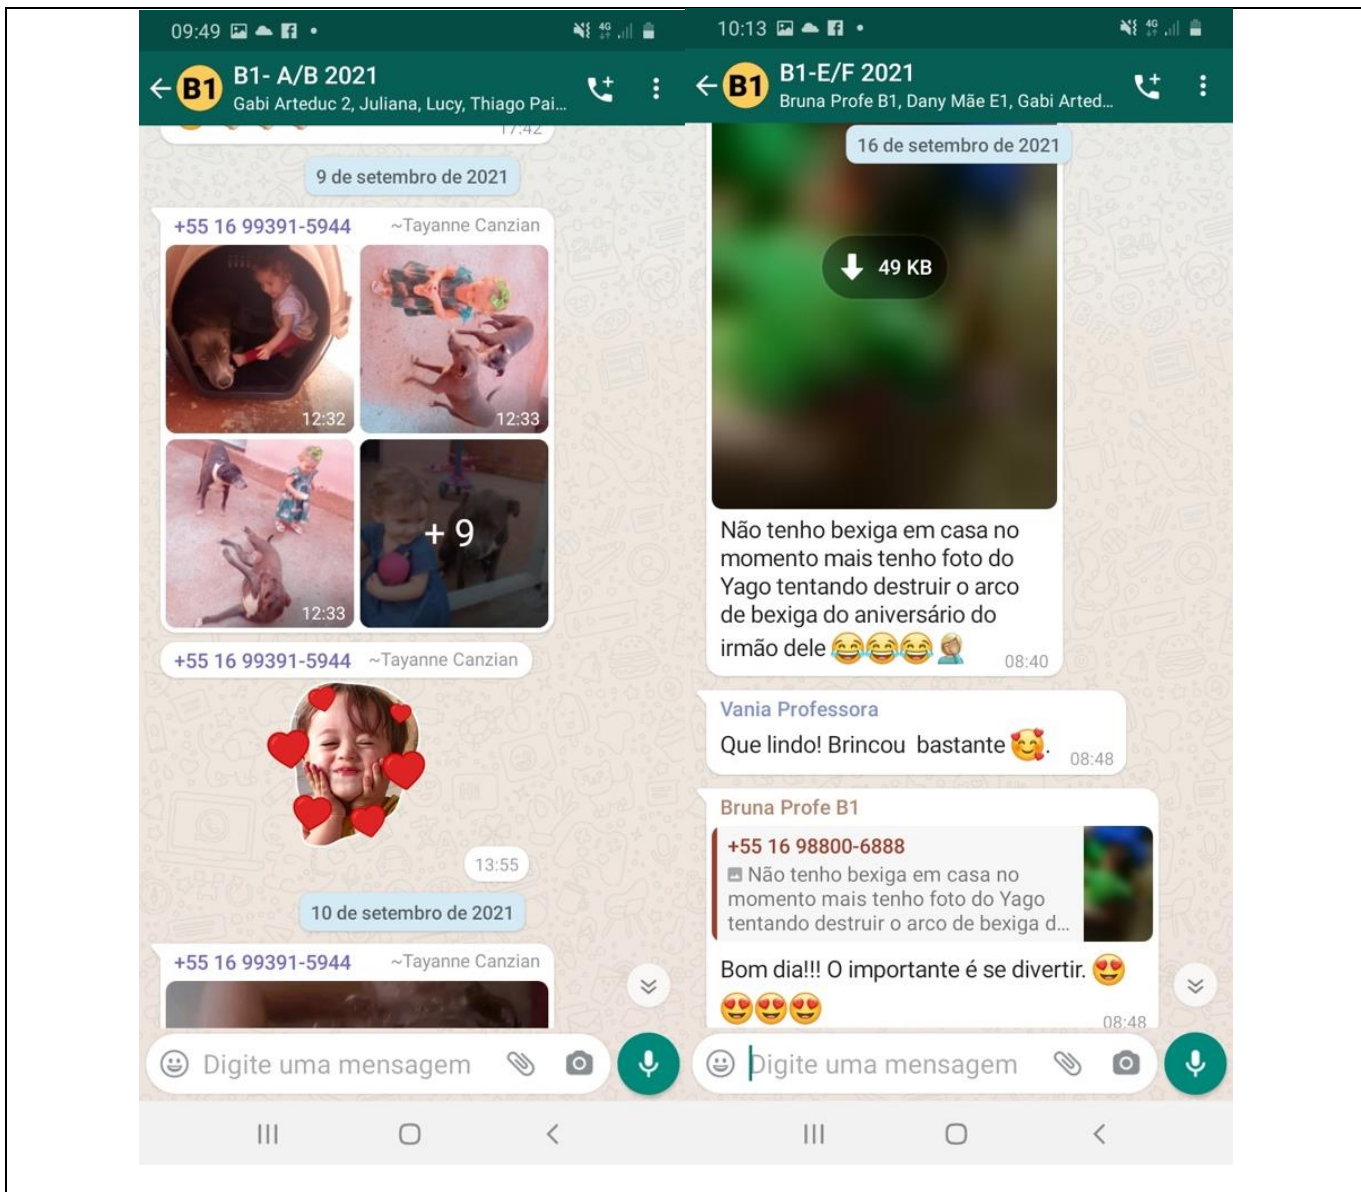 09:49
4G
B1
B1- A/B 2021
Gabi Arteduc 2, Juliana, Lucy, Thiago Pai...
17:42
9 de setembro de 2021
+55 16 99391-5944 ~Tayanne Canzian
12:32
12:33
12:33
+ 9
+55 16 99391-5944 ~Tayanne Canzian
13:55
10 de setembro de 2021
+55 16 99391-5944 ~Tayanne Canzian
Digite uma mensagem
10:13
4G
B1
B1-E/F 2021
Bruna Profe B1, Dany Mãe E1, Gabi Arted...
16 de setembro de 2021
49 KB
Não tenho bexiga em casa no
momento mais tenho foto do
Yago tentando destruir o arco
de bexiga do aniversário do
irmão dele 😂😂😂🤦🏼‍♀️
08:40
Vania Professora
Que lindo! Brincou  bastante 🥰.
08:48
Bruna Profe B1
+55 16 98800-6888
Não tenho bexiga em casa no
momento mais tenho foto do Yago
tentando destruir o arco de bexiga d...
Bom dia!!! O importante é se divertir. 😍
😍😍😍
08:48
Digite uma mensagem